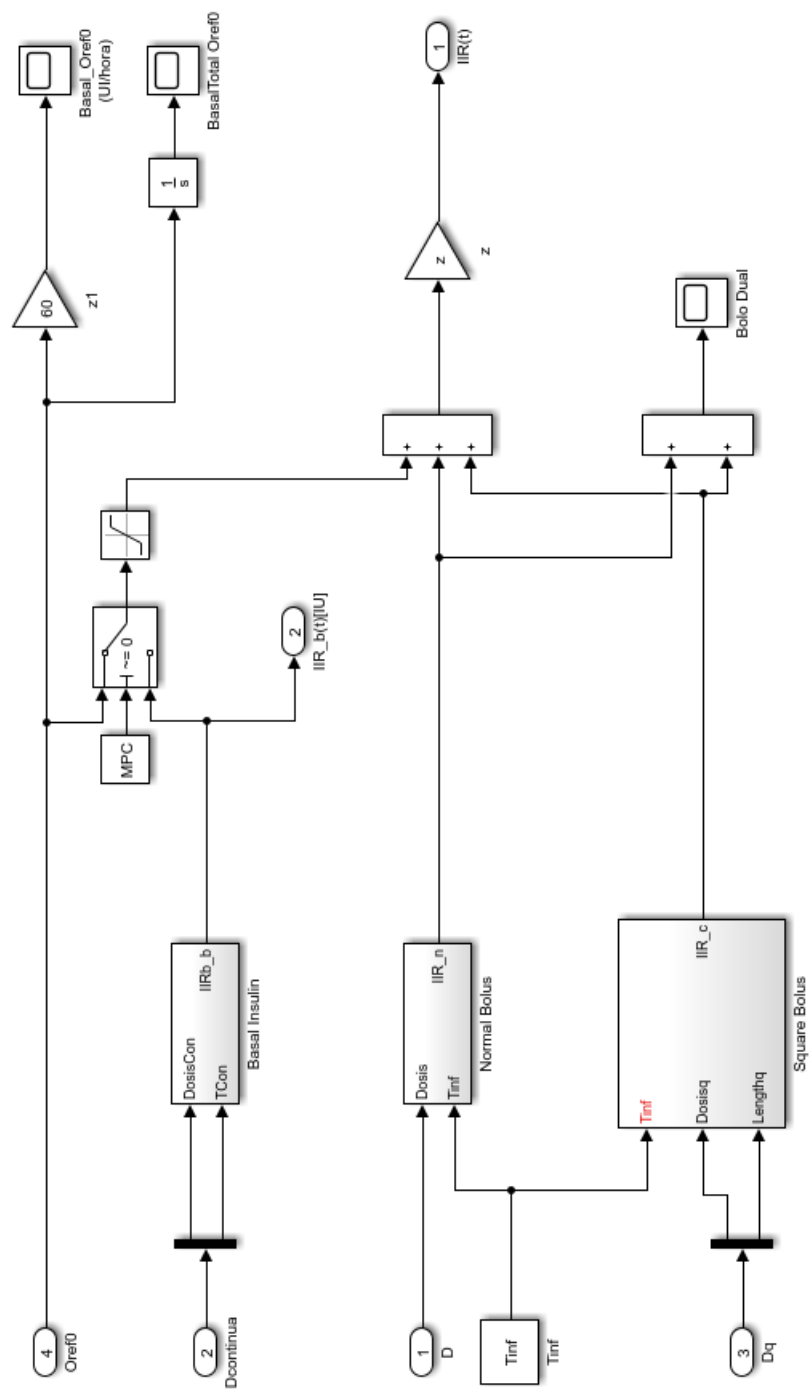 4
Oref0
60
z1
Basal_Oref0
(UI/hora)
1
s
BasalTotal Oref0
MPC
~= 0
2
Dcontinua
DosisCon
TCon
IIRb_b
Basal Insulin
2
IIR_b(t)[IU]
1
D
Dosis
Tinf
IIR_n
Normal Bolus
+
+
+
z
z
1
IIR(t)
Tinf
Tinf
3
Dq
Tinf
Dosisq
Lengthq
IIR_c
Square Bolus
+
+
Bolo Dual